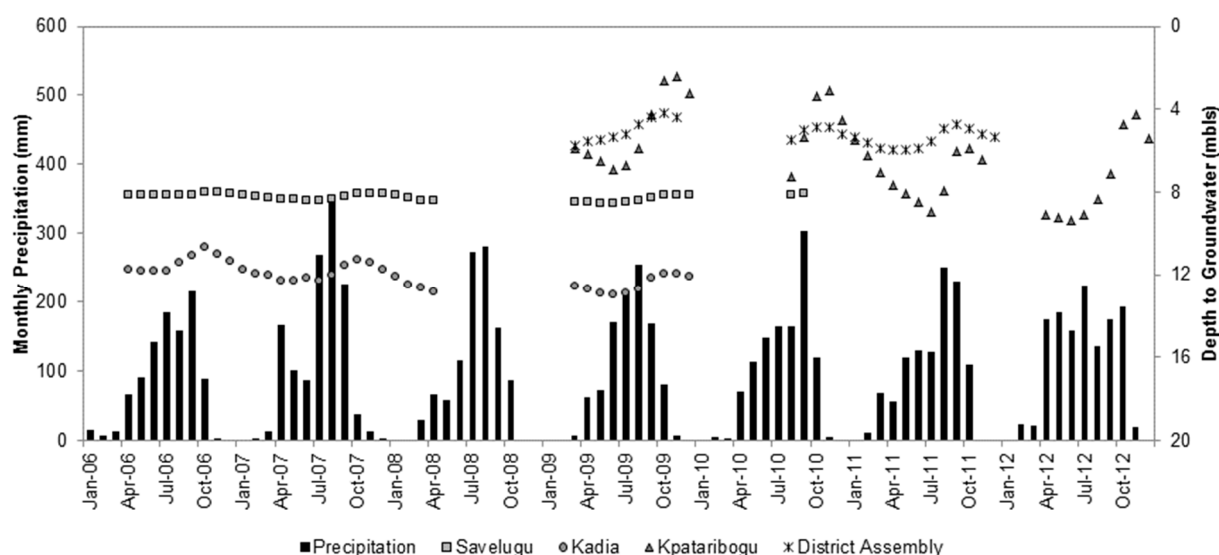 600
500
400
300
200
100
0
Monthly Precipitation (mm)
0
4
8
12
16
20
Depth to Groundwater (mbls)
Jan-06
Apr-06
Jul-06
Oct-06
Jan-07
Apr-07
Jul-07
Oct-07
Jan-08
Apr-08
Jul-08
Oct-08
Jan-09
Apr-09
Jul-09
Oct-09
Jan-10
Apr-10
Jul-10
Oct-10
Jan-11
Apr-11
Jul-11
Oct-11
Jan-12
Apr-12
Jul-12
Oct-12
Precipitation Savelugu Kadia Kpataribogu District Assembly